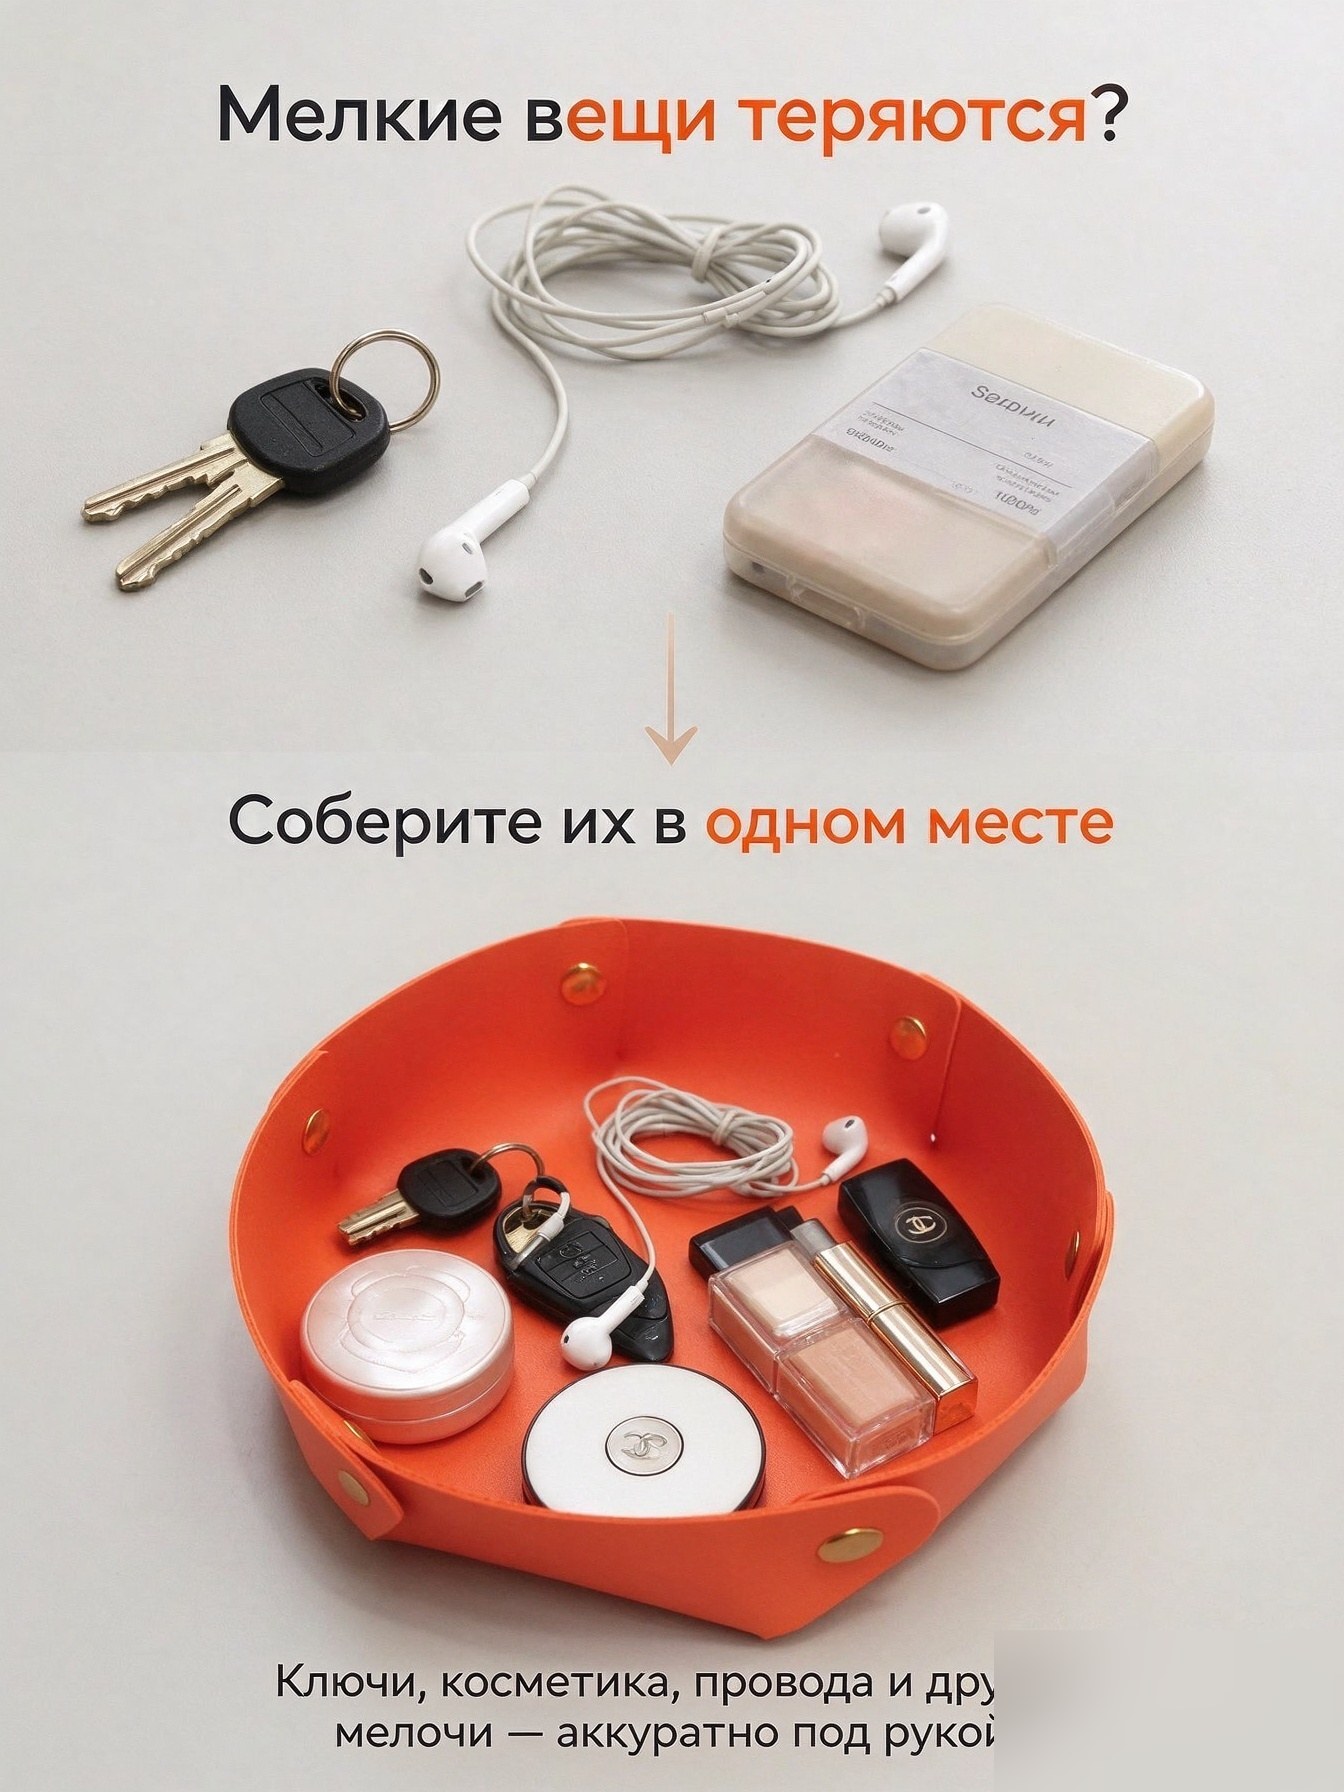 Мелкие вещи теряются?
Соберите их в одном месте
Ключи, косметика, провода и дру
мелочи — аккуратно под рукой